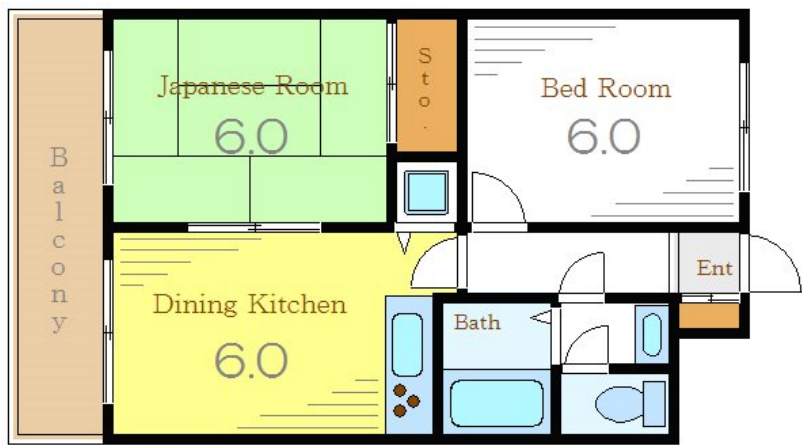 Balcony
Japanese Room
6.0
Sto.
Bed Room
6.0
Dining Kitchen
6.0
Bath
Ent